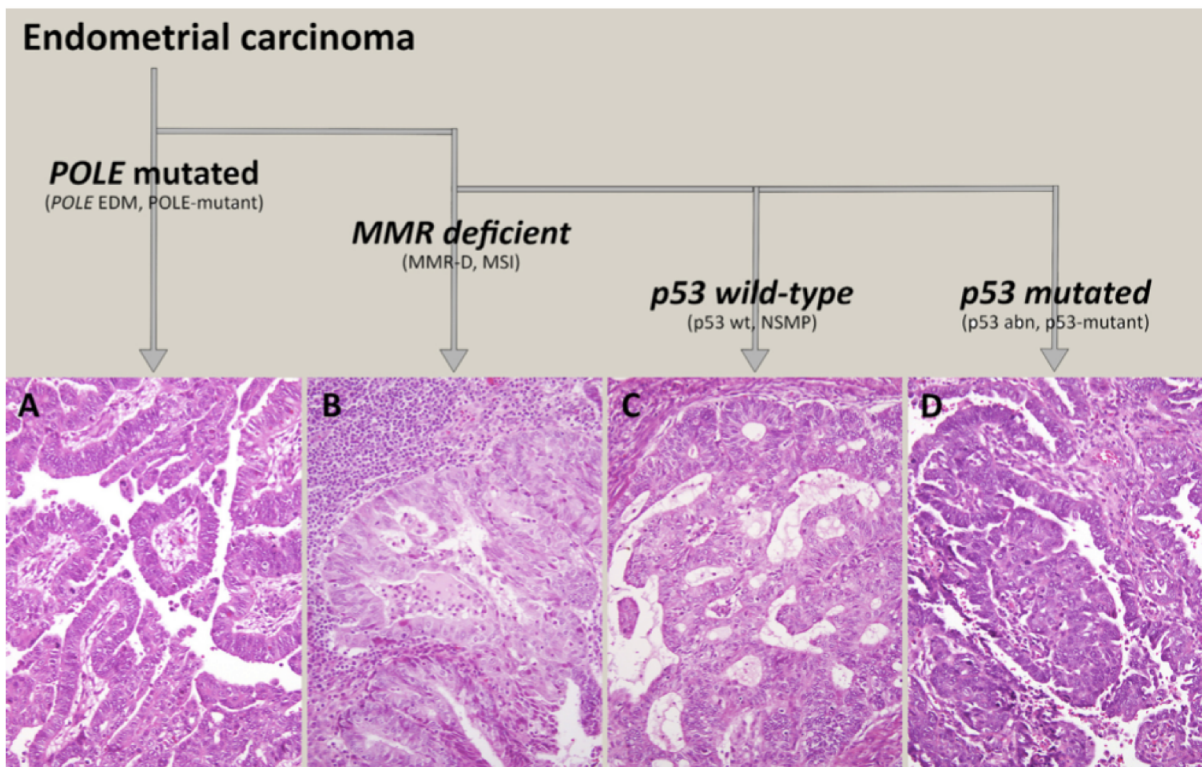 Endometrial carcinoma
POLE mutated
(POLE EDM, POLE-mutant)
MMR deficient
(MMR-D, MSI)
p53 wild-type
(p53 wt, NSMP)
p53 mutated
(p53 abn, p53-mutant)
A
B
C
D